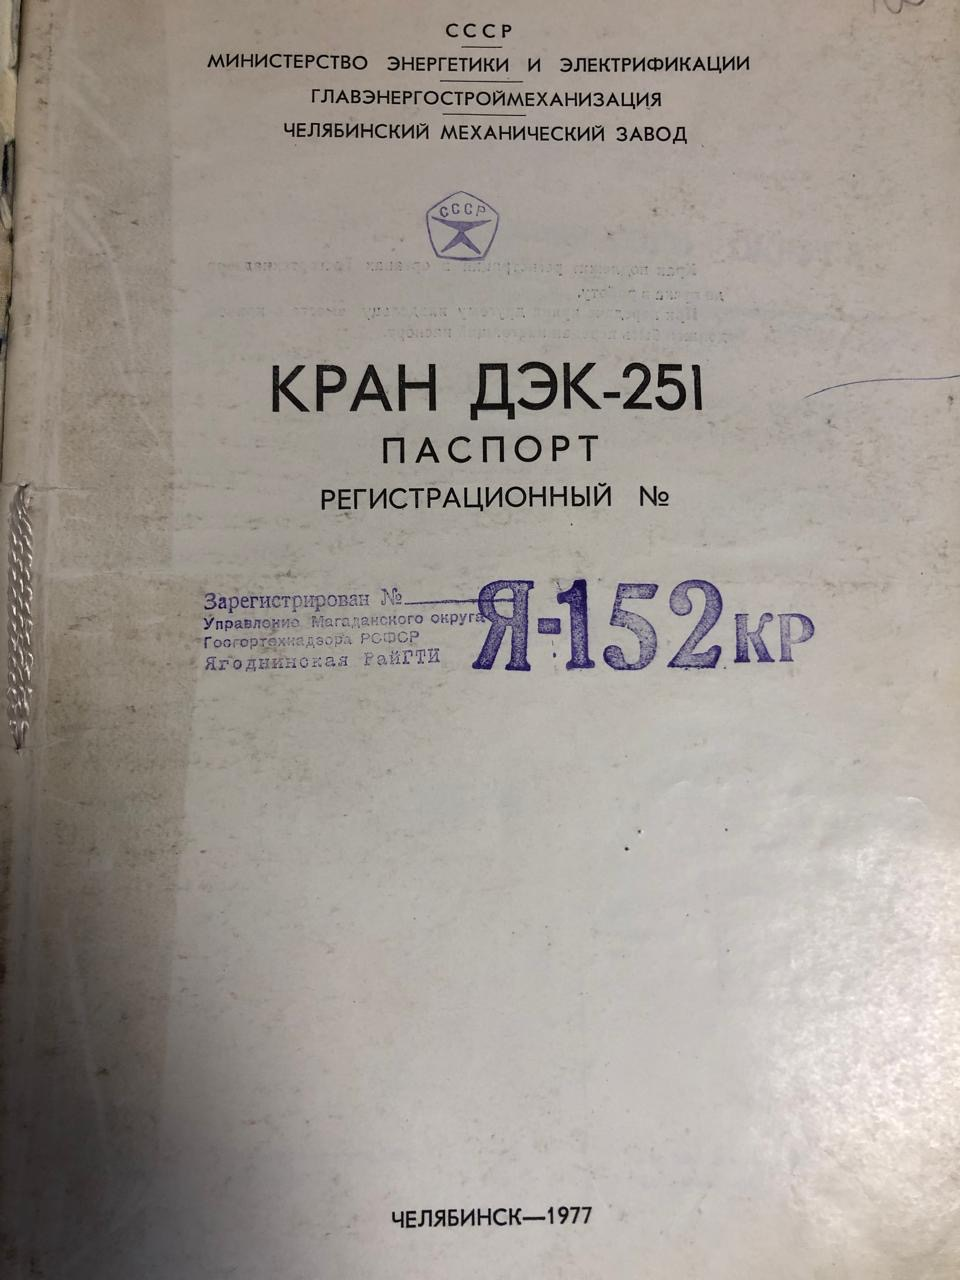 СССР
МИНИСТЕРСТВО ЭНЕРГЕТИКИ И ЭЛЕКТРИФИКАЦИИ
ГЛАВЭНЕРГОСТРОЙМЕХАНИЗАЦИЯ
ЧЕЛЯБИНСКИЙ МЕХАНИЧЕСКИЙ ЗАВОД
СССР
КРАН ДЭК-251
ПАСПОРТ
РЕГИСТРАЦИОННЫЙ №
Зарегистрирован № Я-152КР
Управление Магаданского округа
Госгортехнадзора РСФСР
Ягоднинская РайГТИ
ЧЕЛЯБИНСК—1977